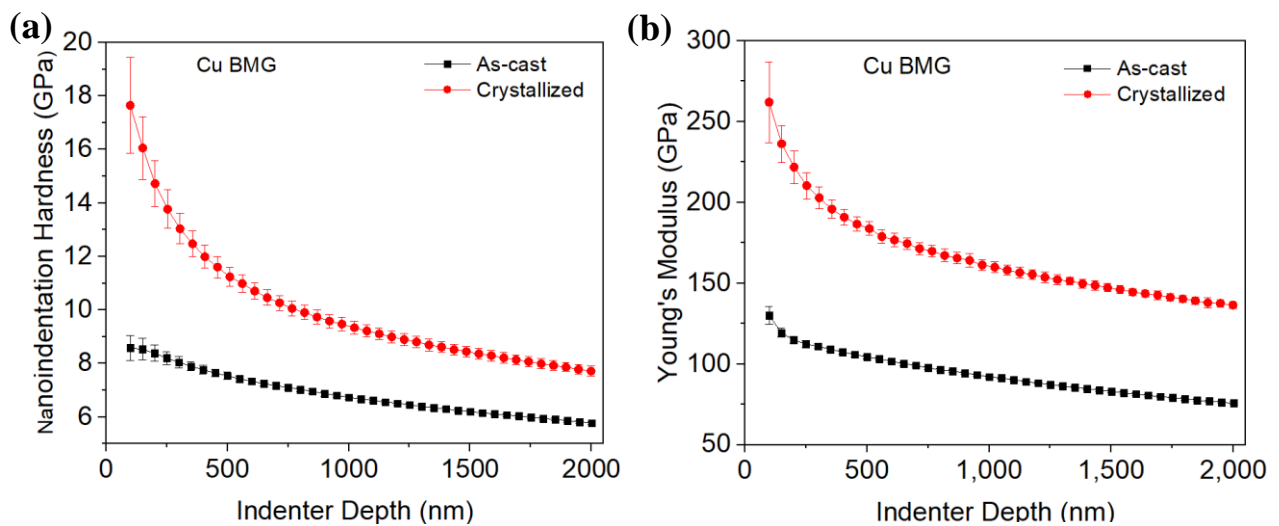 (a)
Nanoindentation Hardness (GPa)
20
18
16
14
12
10
8
6
Cu BMG
As-cast
Crystallized
0
500
1000
1500
2000
Indenter Depth (nm)
(b)
Young's Modulus (GPa)
300
250
200
150
100
50
Cu BMG
As-cast
Crystallized
0
500
1,000
1,500
2,000
Indenter Depth (nm)